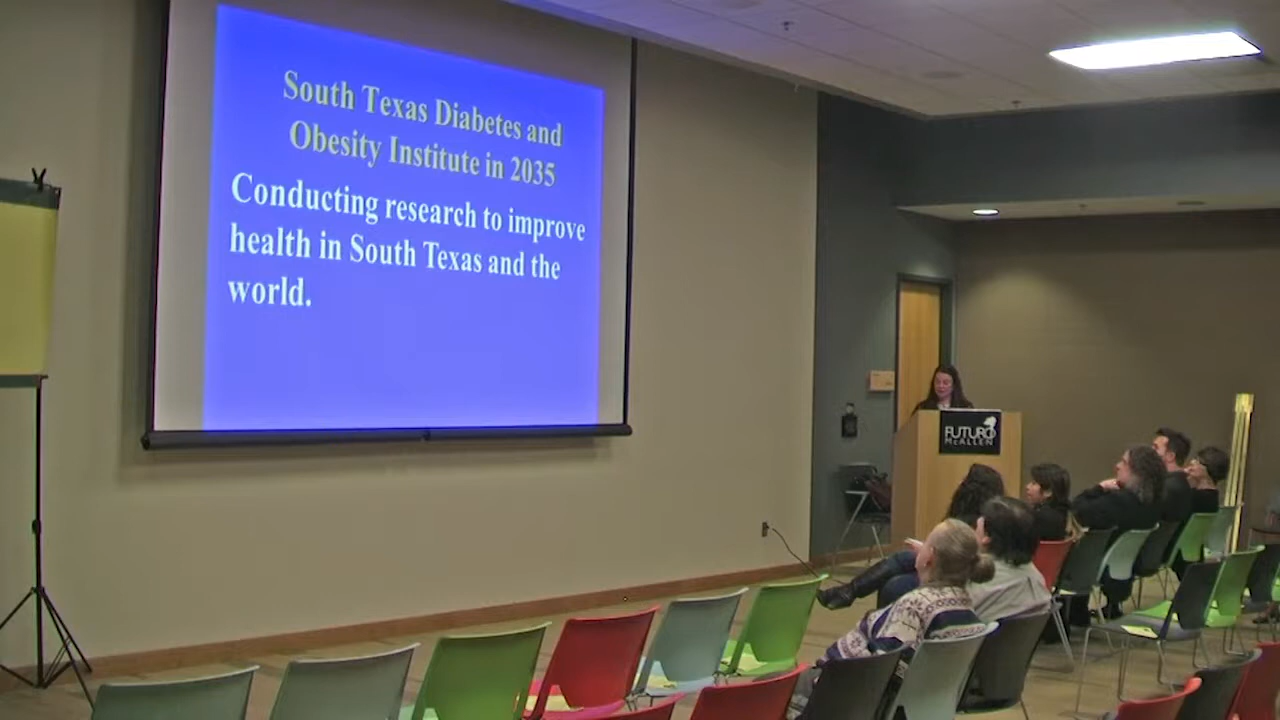 South Texas Diabetes and
Obesity Institute in 2035
Conducting research to improve
health in South Texas and the
world.
FUTURO
McALLEN